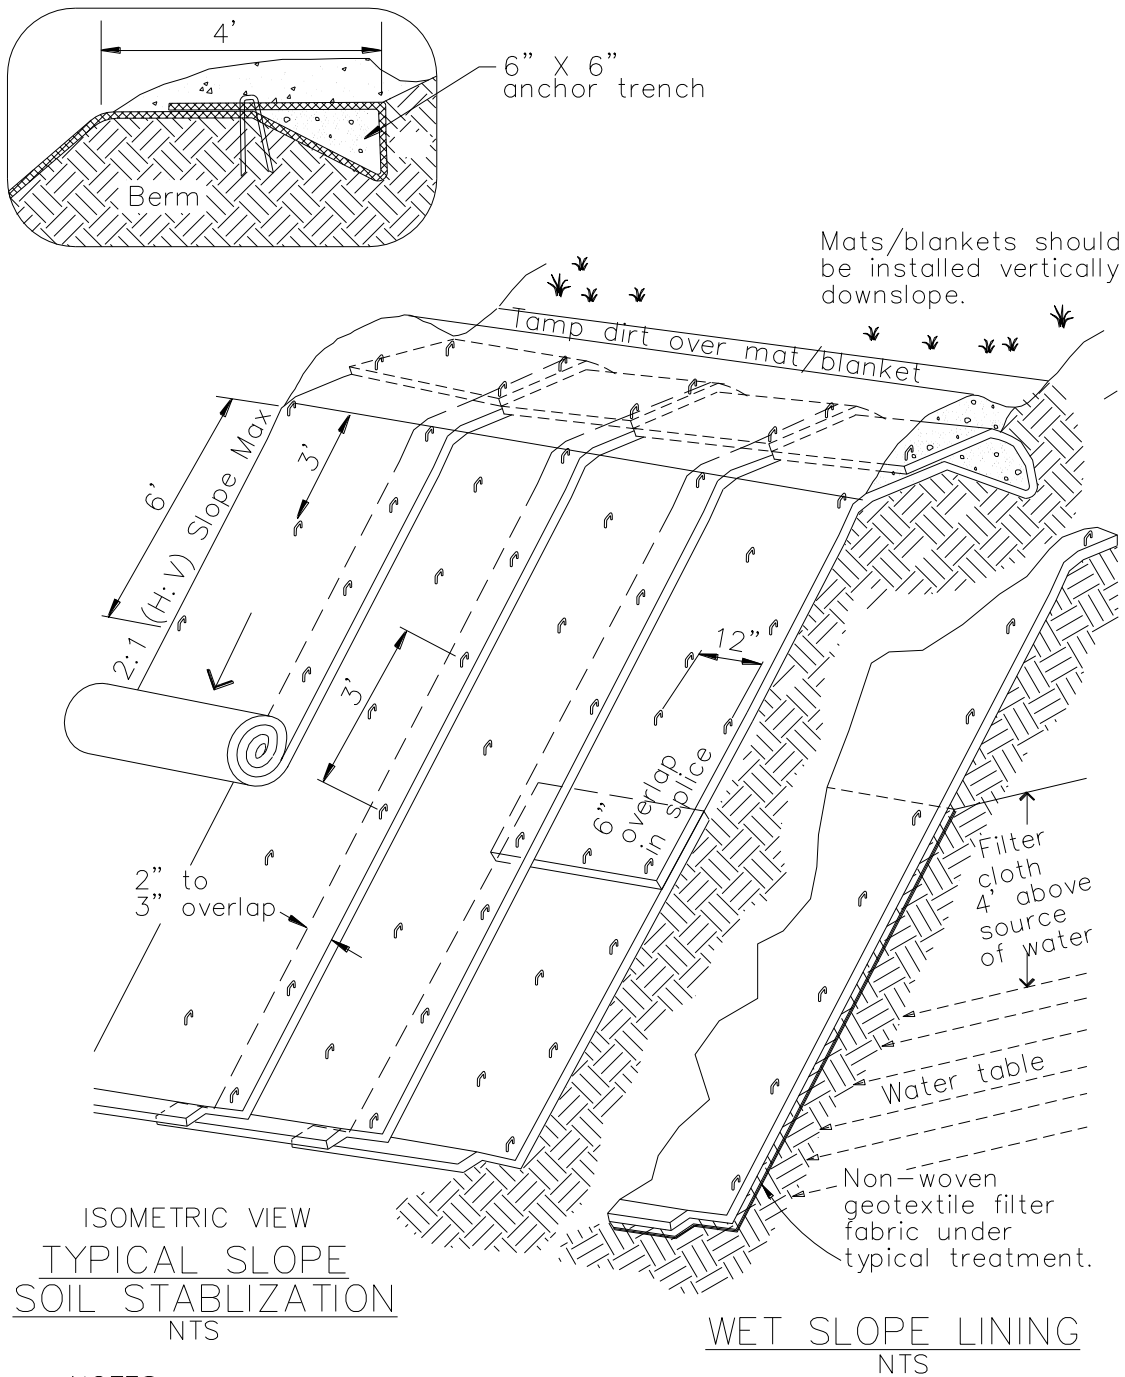 4'
6" X 6"
anchor trench
Berm
Mats/blankets should
be installed vertically
downslope.
Tamp dirt over mat/blanket
6'
3'
2:1 (H:V) Slope Max
3'
12"
6"
overlap
in splice
2" to
3" overlap
Filter
cloth
4' above
source
of water
Water table
Non-woven
geotextile filter
fabric under
typical treatment.
ISOMETRIC VIEW
TYPICAL SLOPE
SOIL STABLIZATION
NTS
WET SLOPE LINING
NTS